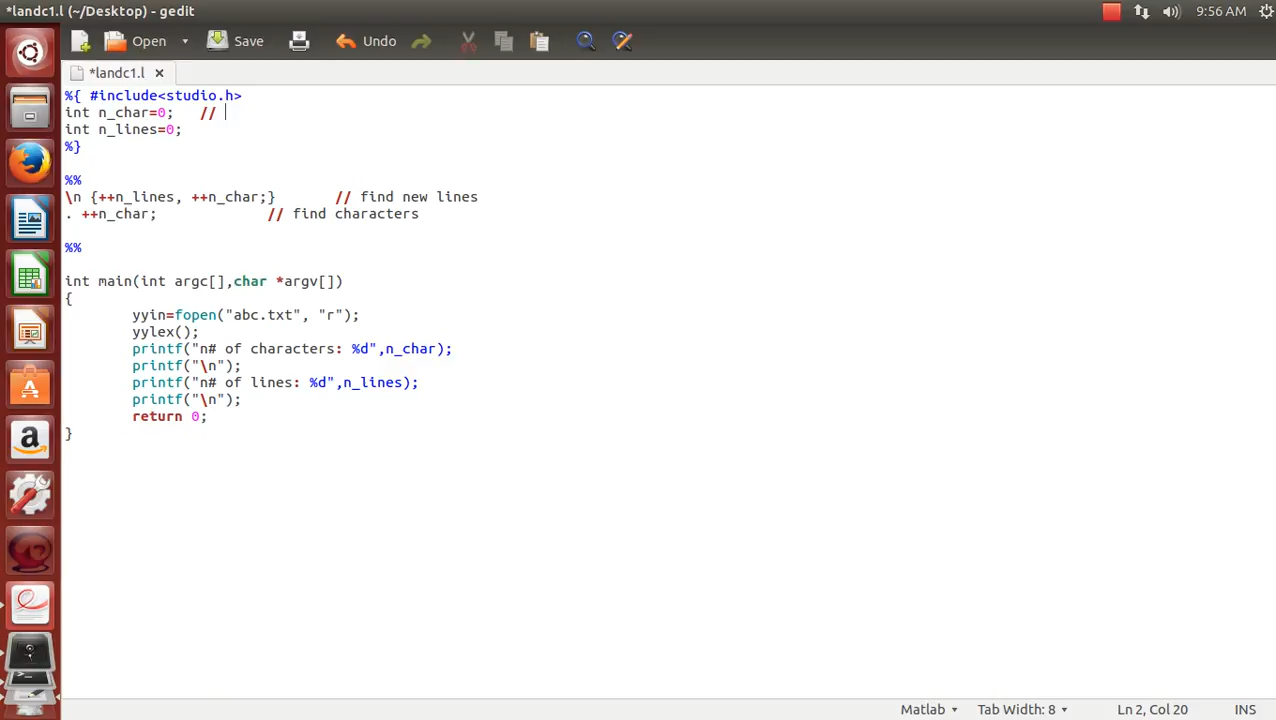 *landc1.l (~/Desktop) - gedit
9:56 AM
Open Save Undo
*landc1.l ×
%{ #include<studio.h>
int n_char=0;   //
int n_lines=0;
%}
%%
\n {++n_lines, ++n_char;}       // find new lines
. ++n_char;             // find characters
%%
int main(int argc[],char *argv[])
{
        yyin=fopen("abc.txt", "r");
        yylex();
        printf("n# of characters: %d",n_char);
        printf("\n");
        printf("n# of lines: %d",n_lines);
        printf("\n");
        return 0;
}
Matlab Tab Width: 8 Ln 2, Col 20 INS